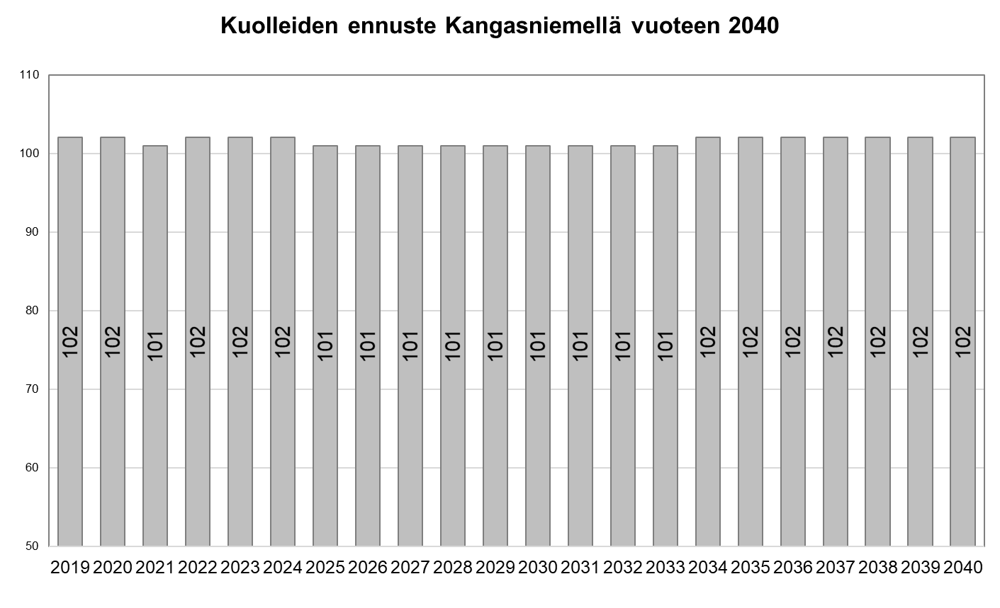 Kuolleiden ennuste Kangasniemellä vuoteen 2040
110
100
90
80
70
60
50
102 102 101 102 102 102 101 101 101 101 101 101 101 101 101 102 102 102 102 102 102 102
2019 2020 2021 2022 2023 2024 2025 2026 2027 2028 2029 2030 2031 2032 2033 2034 2035 2036 2037 2038 2039 2040